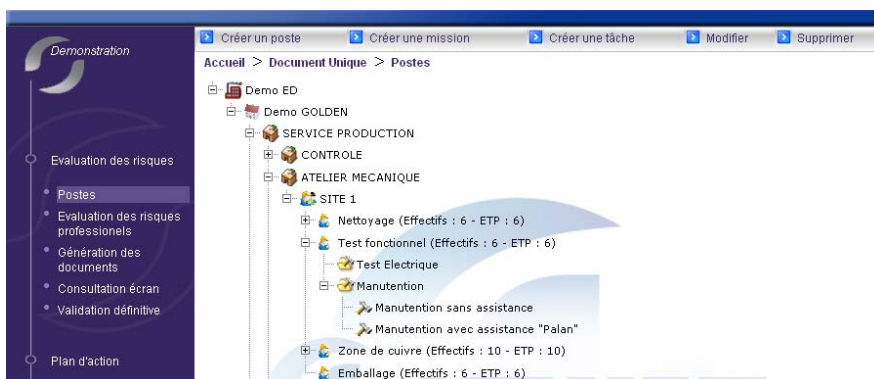 Créer un poste Créer une mission Créer une tâche Modifier Supprimer
Demonstration
Accueil > Document Unique > Postes
Demo ED
Demo GOLDEN
SERVICE PRODUCTION
CONTROLE
ATELIER MECANIQUE
SITE 1
Nettoyage (Effectifs : 6 - ETP : 6)
Test fonctionnel (Effectifs : 6 - ETP : 6)
Test Electrique
Manutention
Manutention sans assistance
Manutention avec assistance "Palan"
Zone de cuivre (Effectifs : 10 - ETP : 10)
Emballage (Effectifs : 6 - ETP : 6)
Evaluation des risques
Postes
Evaluation des risques
professionels
Génération des
documents
Consultation écran
Validation définitive
Plan d'action